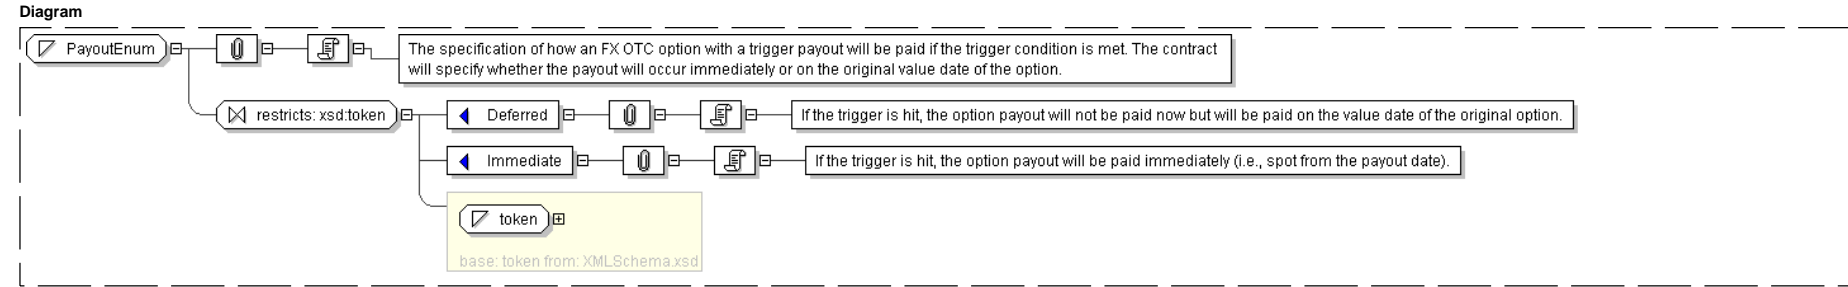 Diagram
PayoutEnum
The specification of how an FX OTC option with a trigger payout will be paid if the trigger condition is met. The contract
will specify whether the payout will occur immediately or on the original value date of the option.
restricts: xsd:token
Deferred
If the trigger is hit, the option payout will not be paid now but will be paid on the value date of the original option.
Immediate
If the trigger is hit, the option payout will be paid immediately (i.e., spot from the payout date).
token
base: token from: XMLSchema.xsd